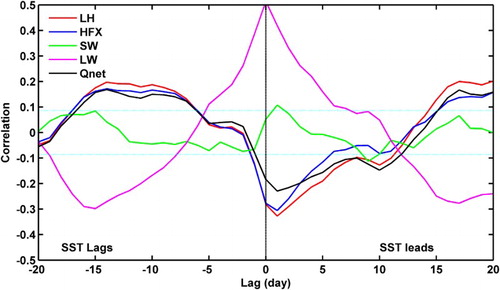 0.5
0.4
0.3
0.2
0.1
0
-0.1
-0.2
-0.3
-0.4
-0.5
Correlation
LH
HFX
SW
LW
Qnet
SST Lags
SST leads
-20 -15 -10 -5 0 5 10 15 20
Lag (day)